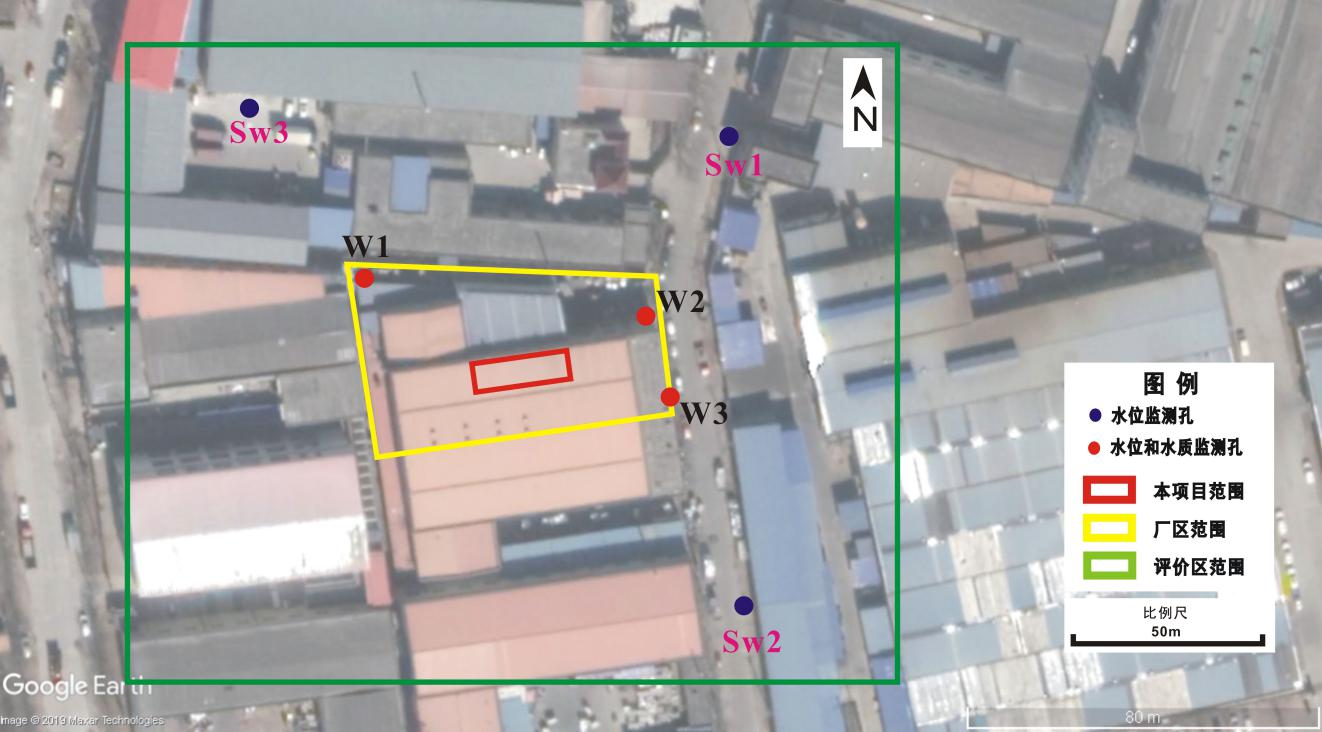 N
Sw3
Sw1
W1
W2
W3
Sw2
图 例
水位监测孔
水位和水质监测孔
本项目范围
厂区范围
评价区范围
比例尺
50m
Google Earth
Image © 2019 Maxar Technologies
80 m